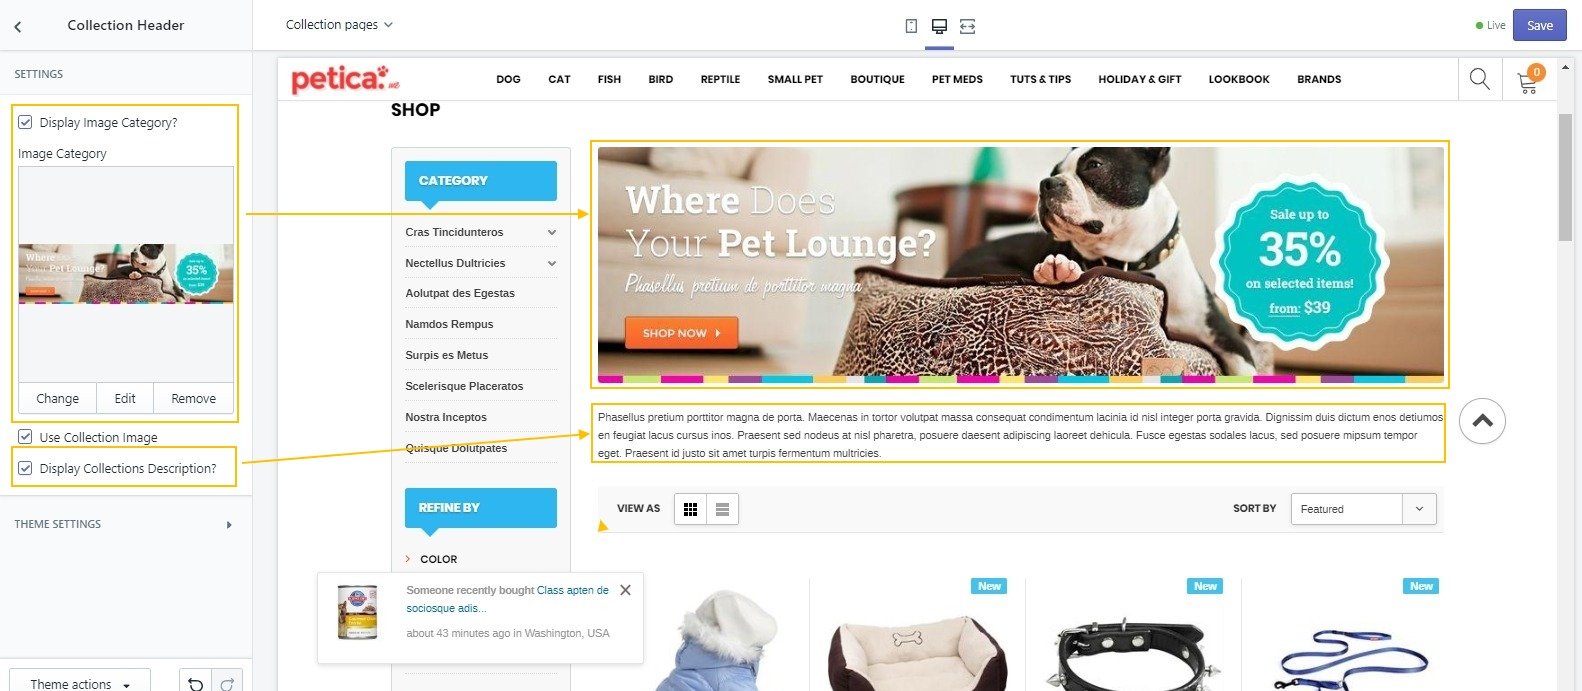 Collection Header
Collection pages
Live
Save
SETTINGS
Display Image Category?
Image Category
Where Does
Your Pet Lounge?
35%
Change Edit Remove
Use Collection Image
Display Collections Description?
THEME SETTINGS
Theme actions
petica.
DOG CAT FISH BIRD REPTILE SMALL PET BOUTIQUE PET MEDS TUTS & TIPS HOLIDAY & GIFT LOOKBOOK BRANDS
0
SHOP
CATEGORY
Cras Tincidunteros
Nectellus Dultricies
Aolutpat des Egestas
Namdos Rempus
Surpis es Metus
Scelerisque Placeratos
Nostra Inceptos
Quisque Dolutpates
REFINE BY
COLOR
Where Does
Your Pet Lounge?
Phasellus pretium de porttitor magna
SHOP NOW
Sale up to
35%
on selected items!
from: $39
Phasellus pretium porttitor magna de porta. Maecenas in tortor volutpat massa consequat condimentum lacinia id nisl integer porta gravida. Dignissim duis dictum enos detiumos
en feugiat lacus cursus inos. Praesent sed nodeus at nisl pharetra, posuere daesent adipiscing laoreet dehicula. Fusce egestas sodales lacus, sed posuere mipsum tempor
eget. Praesent id justo sit amet turpis fermentum multricies.
VIEW AS
SORT BY
Featured
New
New
New
Someone recently bought Class apten de
sociosque adis...
about 43 minutes ago in Washington, USA